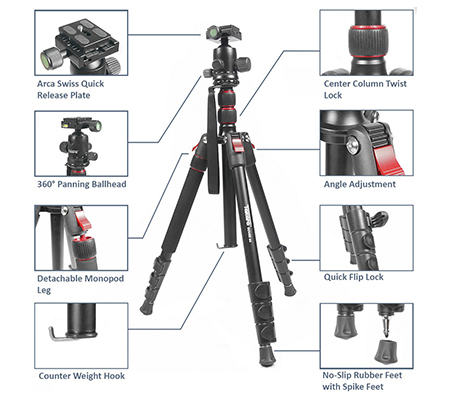 Arca Swiss Quick
Release Plate
360° Panning Ballhead
Detachable Monopod
Leg
Counter Weight Hook
Center Column Twist
Lock
Angle Adjustment
Quick Flip Lock
No-Slip Rubber Feet
with Spike Feet